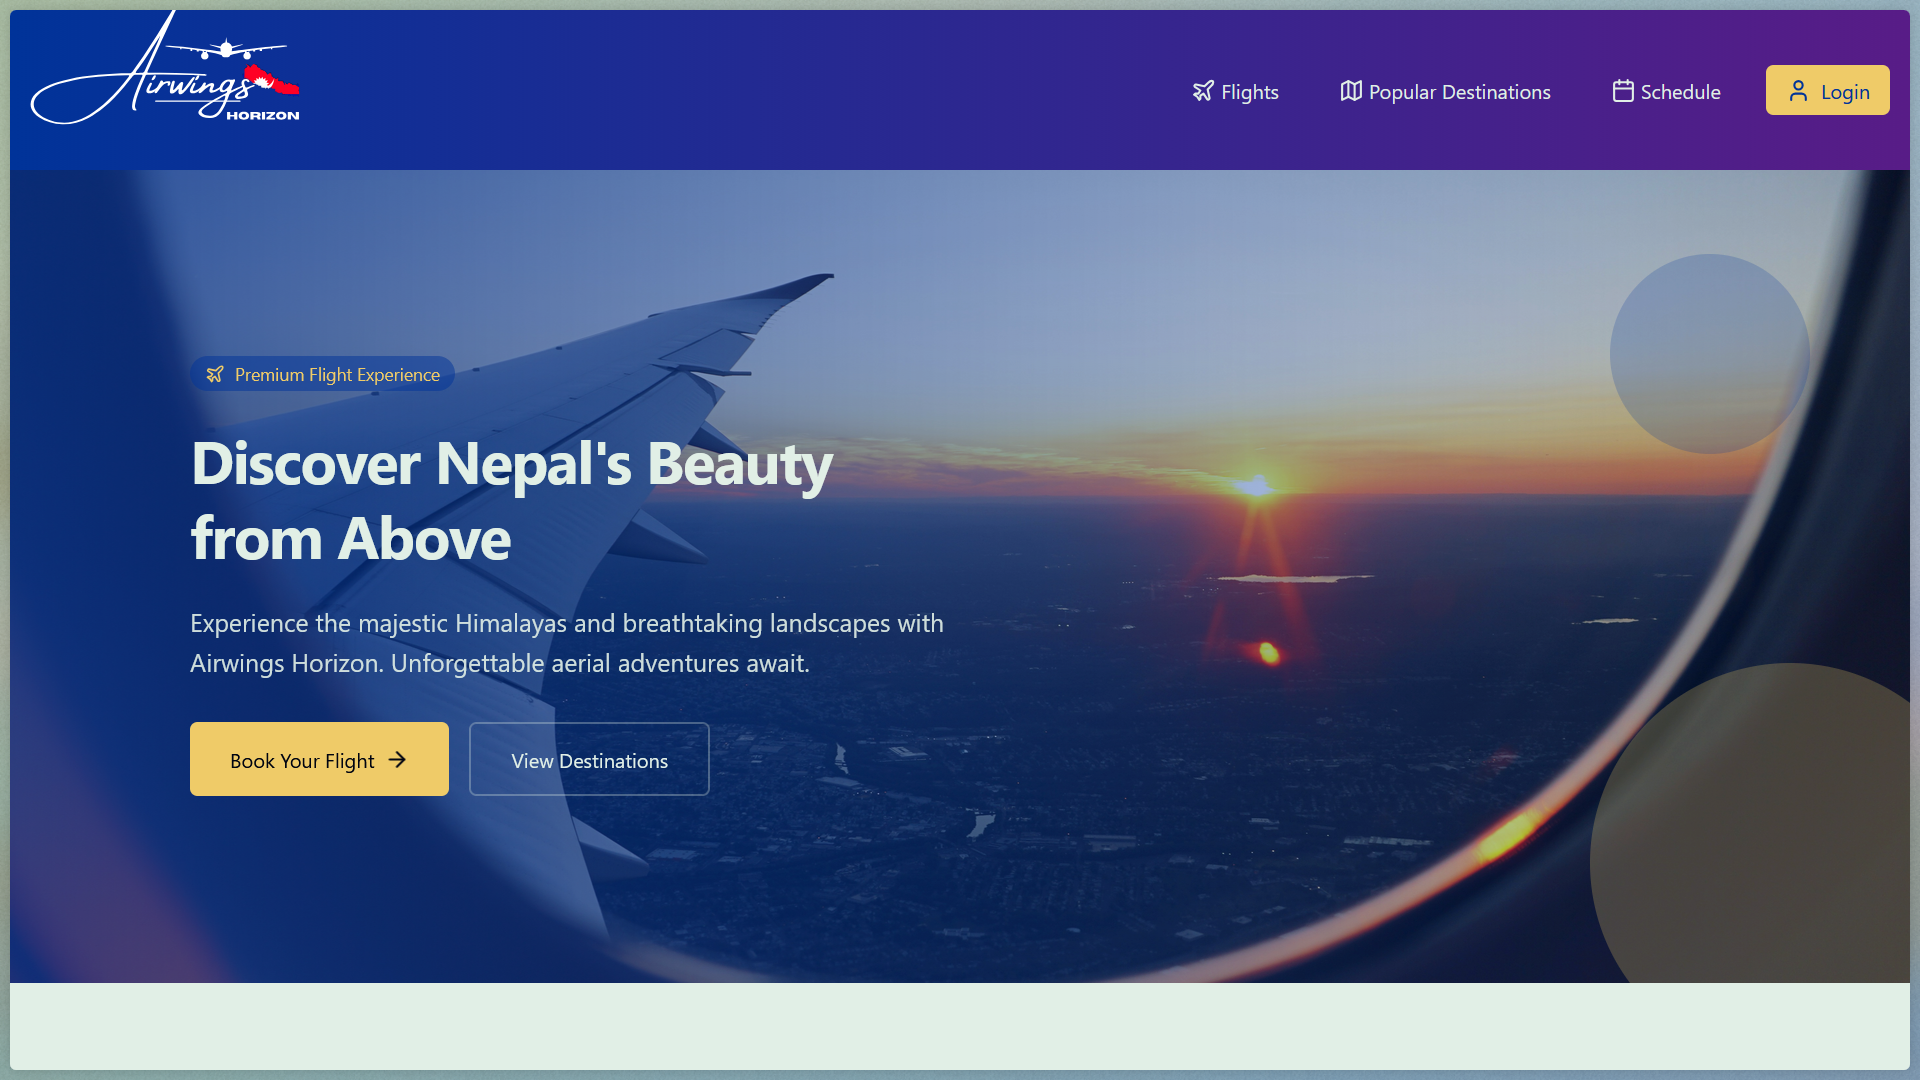 Airwings
HORIZON
Flights
Popular Destinations
Schedule
Login
Premium Flight Experience
Discover Nepal's Beauty
from Above
Experience the majestic Himalayas and breathtaking landscapes with
Airwings Horizon. Unforgettable aerial adventures await.
Book Your Flight
View Destinations